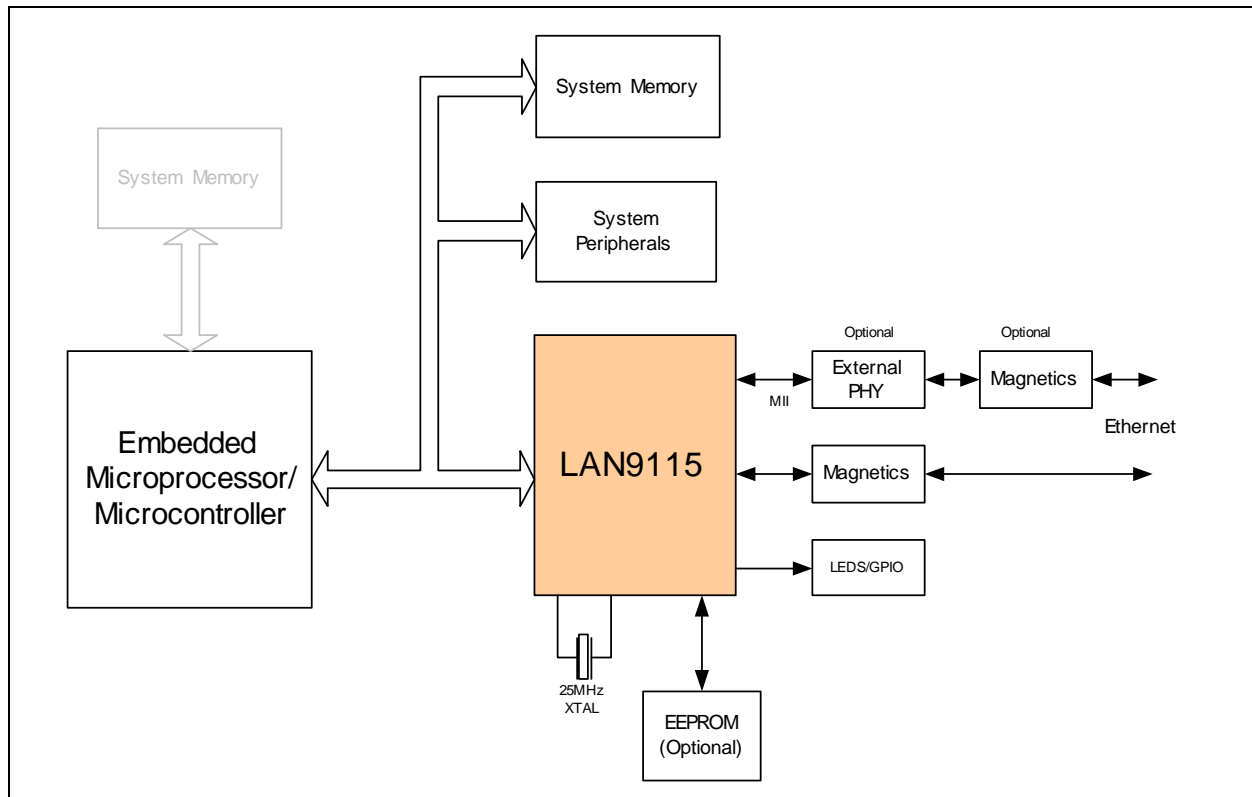 System Memory
System Memory
System
Peripherals
Embedded
Microprocessor/
Microcontroller
LAN9115
Optional
External
PHY
MII
Optional
Magnetics
Ethernet
Magnetics
LEDS/GPIO
25MHz
XTAL
EEPROM
(Optional)